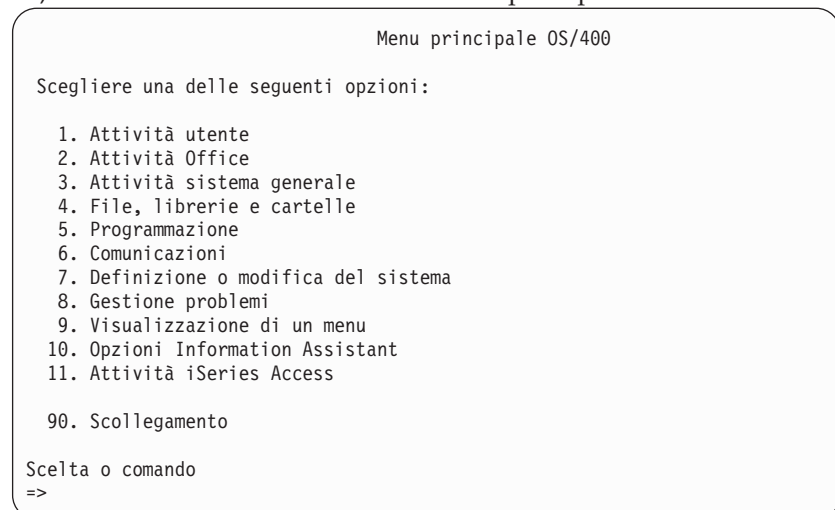 Menu principale OS/400
Scegliere una delle seguenti opzioni:
1. Attività utente
2. Attività Office
3. Attività sistema generale
4. File, librerie e cartelle
5. Programmazione
6. Comunicazioni
7. Definizione o modifica del sistema
8. Gestione problemi
9. Visualizzazione di un menu
10. Opzioni Information Assistant
11. Attività iSeries Access
90. Scollegamento
Scelta o comando
=>